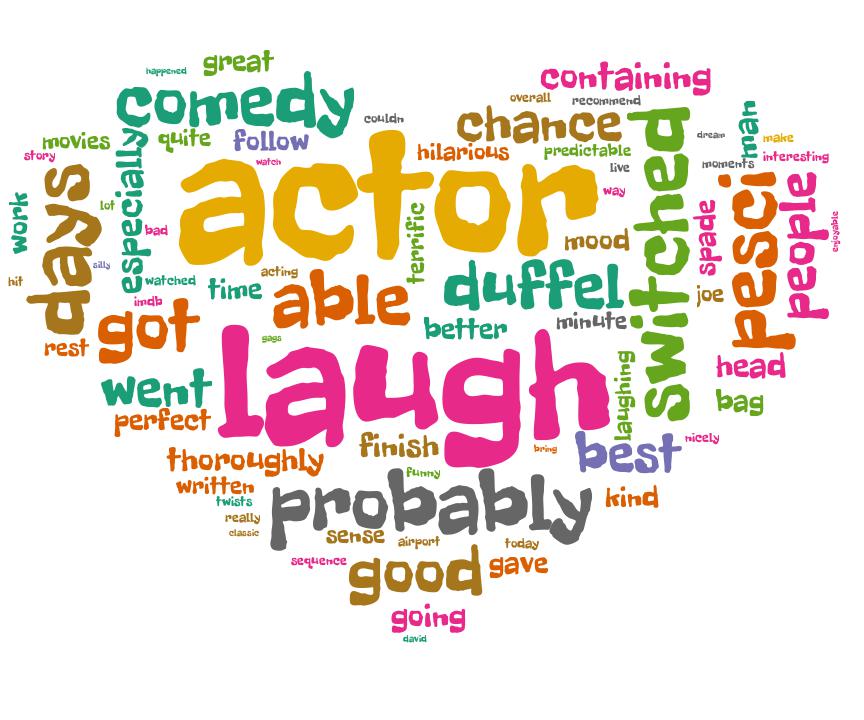 great
happened
containing
comedy
overall
recommend
couldn
chance
switched
man
movies
quite
follow
dream
make
story
especially
watch
actor
hilarious
predictable
moments
interesting
live
days
lot
way
pesci
people
work
terrific
spade
enjoyable
bad
mood
silly
acting
hit
watched
time
able
duffel
joe
imdb
got
better
minute
gags
rest
laugh
laughing
head
went
bag
perfect
finish
best
nicely
bring
thoroughly
funny
written
probably
kind
twists
really
classic
sense
airport
today
sequence
good
gave
going
david